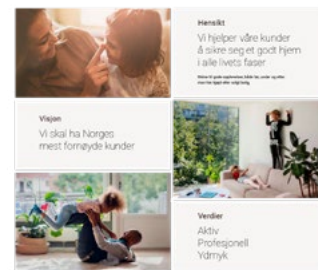 Hensikt
Vi hjelper våre kunder
å sikre seg et godt hjem
i alle livets faser
Visjon
Vi skal ha Norges
mest fornøyde kunder
Verdier
Aktiv
Profesjonell
Ydmyk